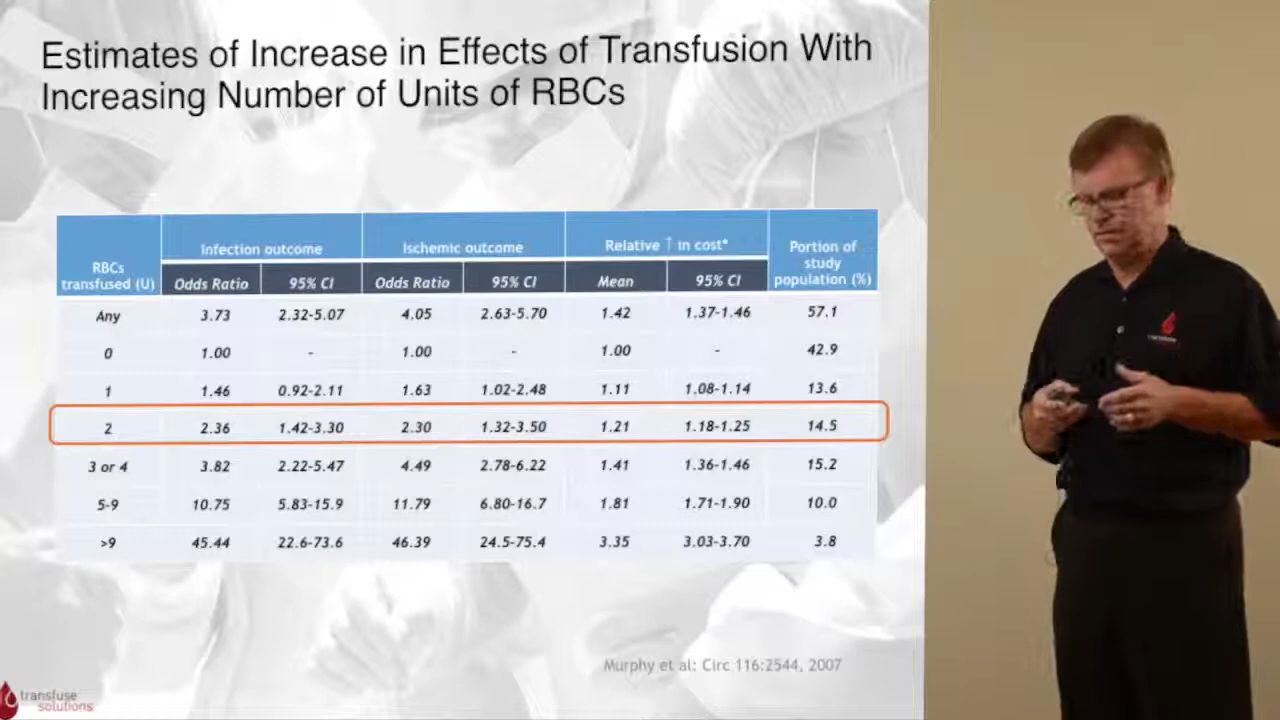 Estimates of Increase in Effects of Transfusion With
Increasing Number of Units of RBCs
RBCs transfused (U) Infection outcome Ischemic outcome Relative ↑ in cost* Portion of study population (%)
Odds Ratio 95% CI Odds Ratio 95% CI Mean 95% CI
Any 3.73 2.32-5.07 4.05 2.63-5.70 1.42 1.37-1.46 57.1
0 1.00 - 1.00 - 1.00 - 42.9
1 1.46 0.92-2.11 1.63 1.02-2.48 1.11 1.08-1.14 13.6
2 2.36 1.42-3.30 2.30 1.32-3.50 1.21 1.18-1.25 14.5
3 or 4 3.82 2.22-5.47 4.49 2.78-6.22 1.41 1.36-1.46 15.2
5-9 10.75 5.83-15.9 11.79 6.80-16.7 1.81 1.71-1.90 10.0
>9 45.44 22.6-73.6 46.39 24.5-75.4 3.35 3.03-3.70 3.8
Murphy et al: Circ 116:2544, 2007
transfuse
solutions